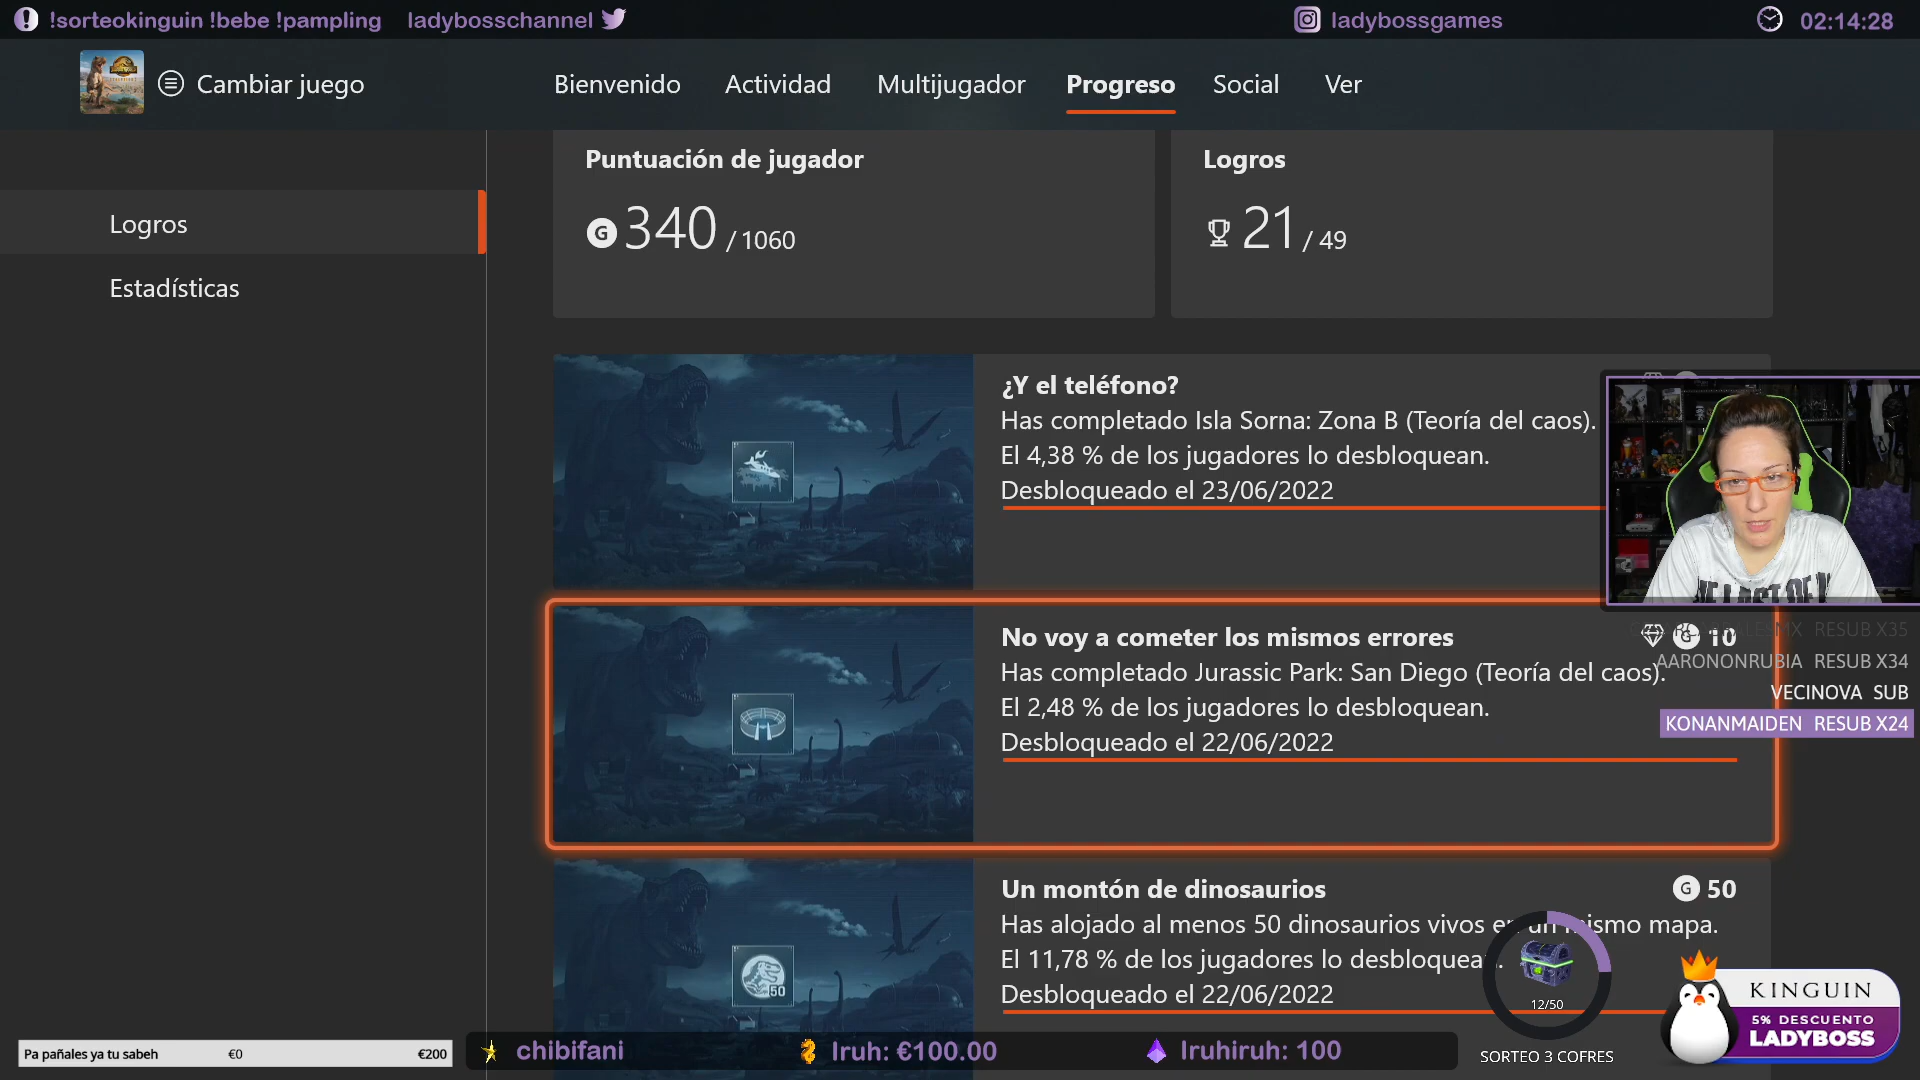 !sorteokinguin !bebe !pampling ladybosschannel
ladybossgames
02:14:28
Cambiar juego
Bienvenido Actividad Multijugador Progreso Social Ver
Logros
Estadísticas
Puntuación de jugador
G 340 / 1060
Logros
21 / 49
¿Y el teléfono?
Has completado Isla Sorna: Zona B (Teoría del caos).
El 4,38 % de los jugadores lo desbloquean.
Desbloqueado el 23/06/2022
No voy a cometer los mismos errores
G 10
Has completado Jurassic Park: San Diego (Teoría del caos).
El 2,48 % de los jugadores lo desbloquean.
Desbloqueado el 22/06/2022
RESUB X35
AARONONRUBIA RESUB X34
VECINOVA SUB
KONANMAIDEN RESUB X24
50
Un montón de dinosaurios
G 50
Has alojado al menos 50 dinosaurios vivos en un mismo mapa.
El 11,78 % de los jugadores lo desbloquean.
Desbloqueado el 22/06/2022
12/50
SORTEO 3 COFRES
KINGUIN
5% DESCUENTO
LADYBOSS
Pa pañales ya tu sabeh €0 €200
chibifani
Iruh: €100.00
Iruhiruh: 100